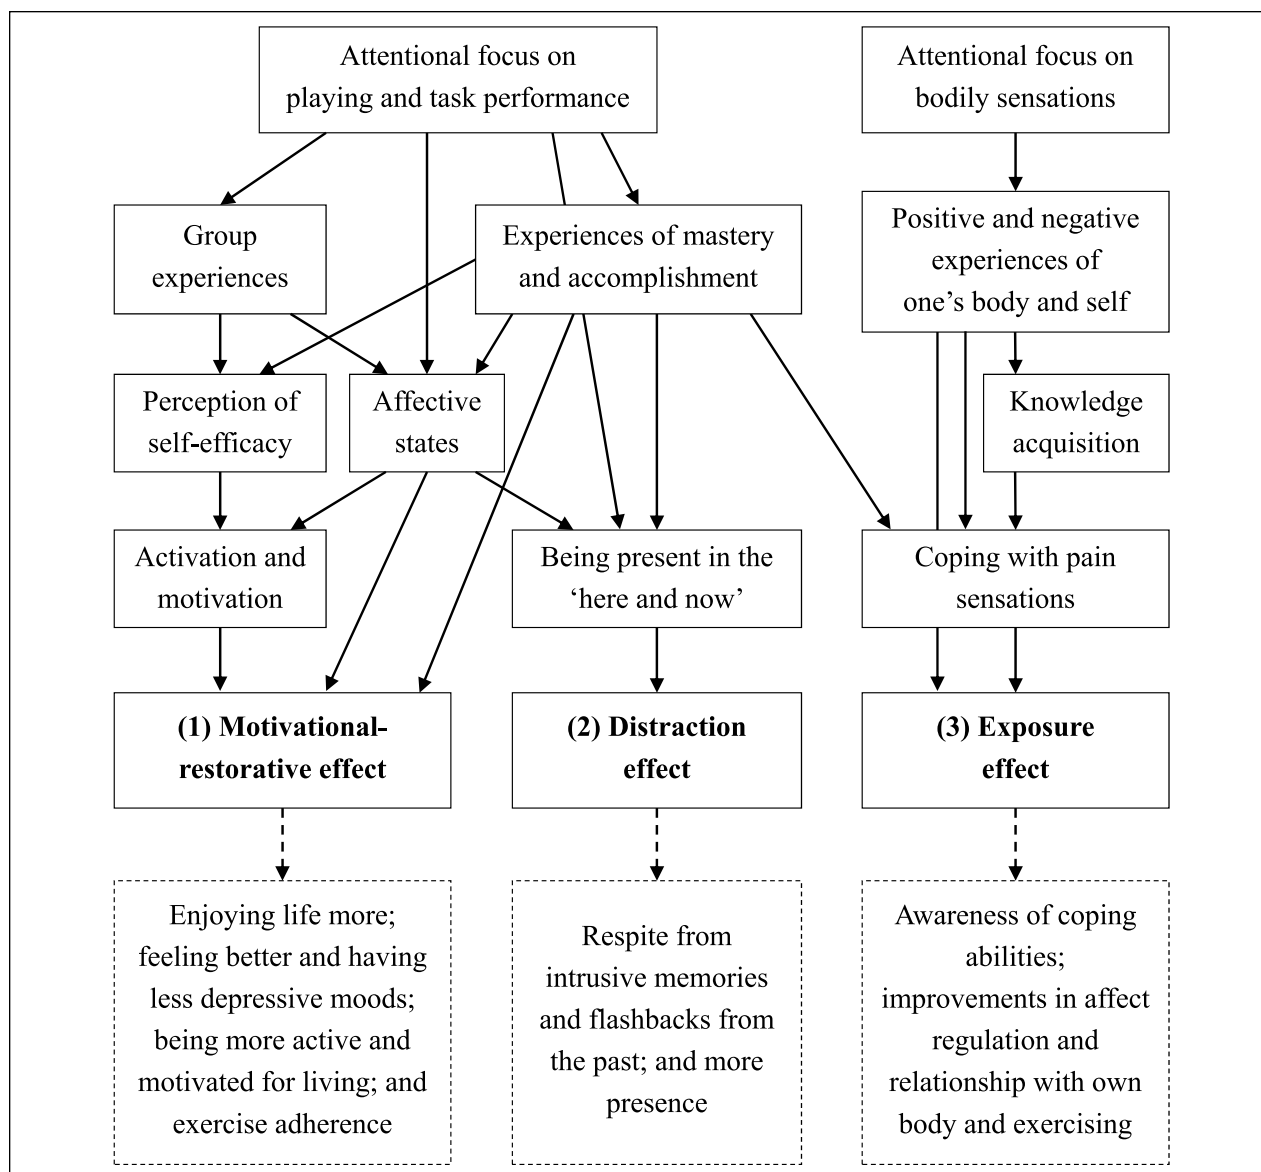 Attentional focus on
playing and task performance
Attentional focus on
bodily sensations
Group
experiences
Experiences of mastery
and accomplishment
Positive and negative
experiences of
one’s body and self
Perception of
self-efficacy
Affective
states
Knowledge
acquisition
Activation and
motivation
Being present in the
‘here and now’
Coping with pain
sensations
(1) Motivational-
restorative effect
(2) Distraction
effect
(3) Exposure
effect
Enjoying life more;
feeling better and having
less depressive moods;
being more active and
motivated for living; and
exercise adherence
Respite from
intrusive memories
and flashbacks from
the past; and more
presence
Awareness of coping
abilities;
improvements in affect
regulation and
relationship with own
body and exercising